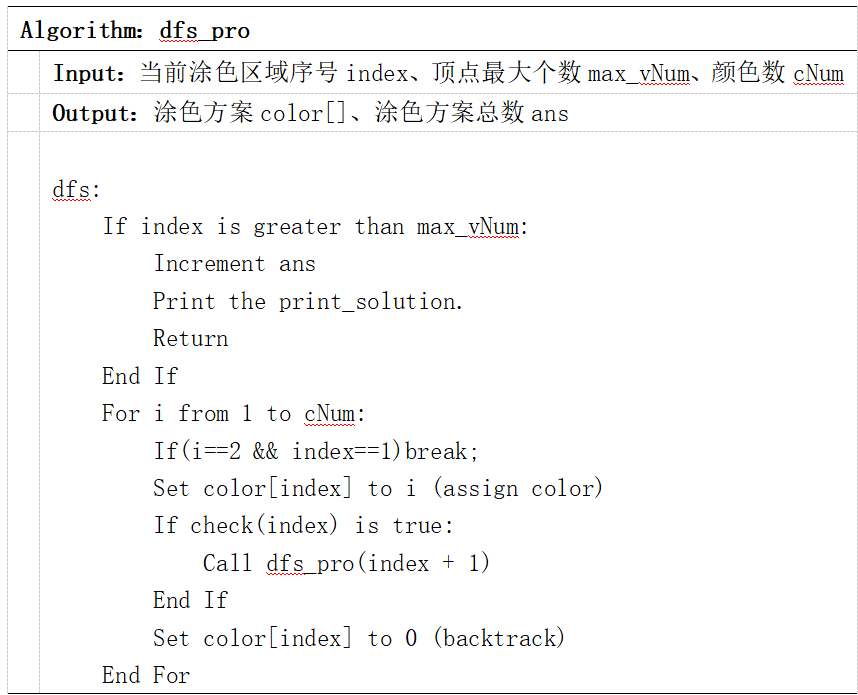 Algorithm：dfs_pro
Input：当前涂色区域序号 index、顶点最大个数 max_vNum、颜色数 cNum
Output：涂色方案 color[]、涂色方案总数 ans
dfs:
If index is greater than max_vNum:
Increment ans
Print the print_solution.
Return
End If
For i from 1 to cNum:
If(i==2 && index==1)break;
Set color[index] to i (assign color)
If check(index) is true:
Call dfs_pro(index + 1)
End If
Set color[index] to 0 (backtrack)
End For